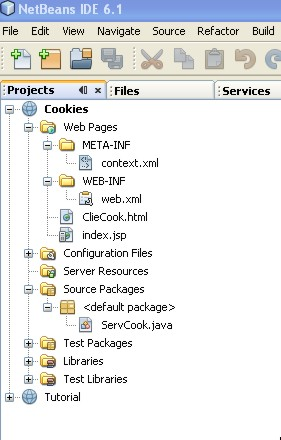 NetBeans IDE 6.1
File Edit View Navigate Source Refactor Build
Projects Files Services
Cookies
Web Pages
META-INF
context.xml
WEB-INF
web.xml
ClieCook.html
index.jsp
Configuration Files
Server Resources
Source Packages
<default package>
ServCook.java
Test Packages
Libraries
Test Libraries
Tutorial